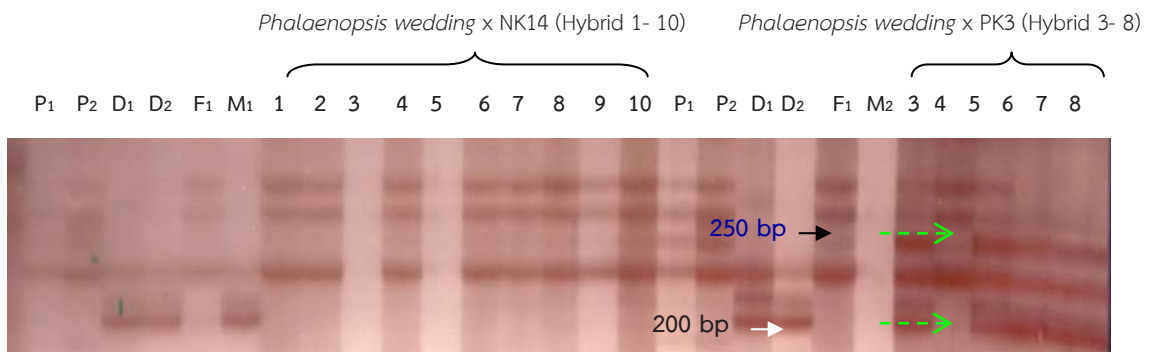 Phalaenopsis wedding x NK14 (Hybrid 1- 10) Phalaenopsis wedding x PK3 (Hybrid 3- 8)
P1 P2 D1 D2 F1 M1 1 2 3 4 5 6 7 8 9 10 P1 P2 D1 D2 F1 M2 3 4 5 6 7 8
250 bp
200 bp